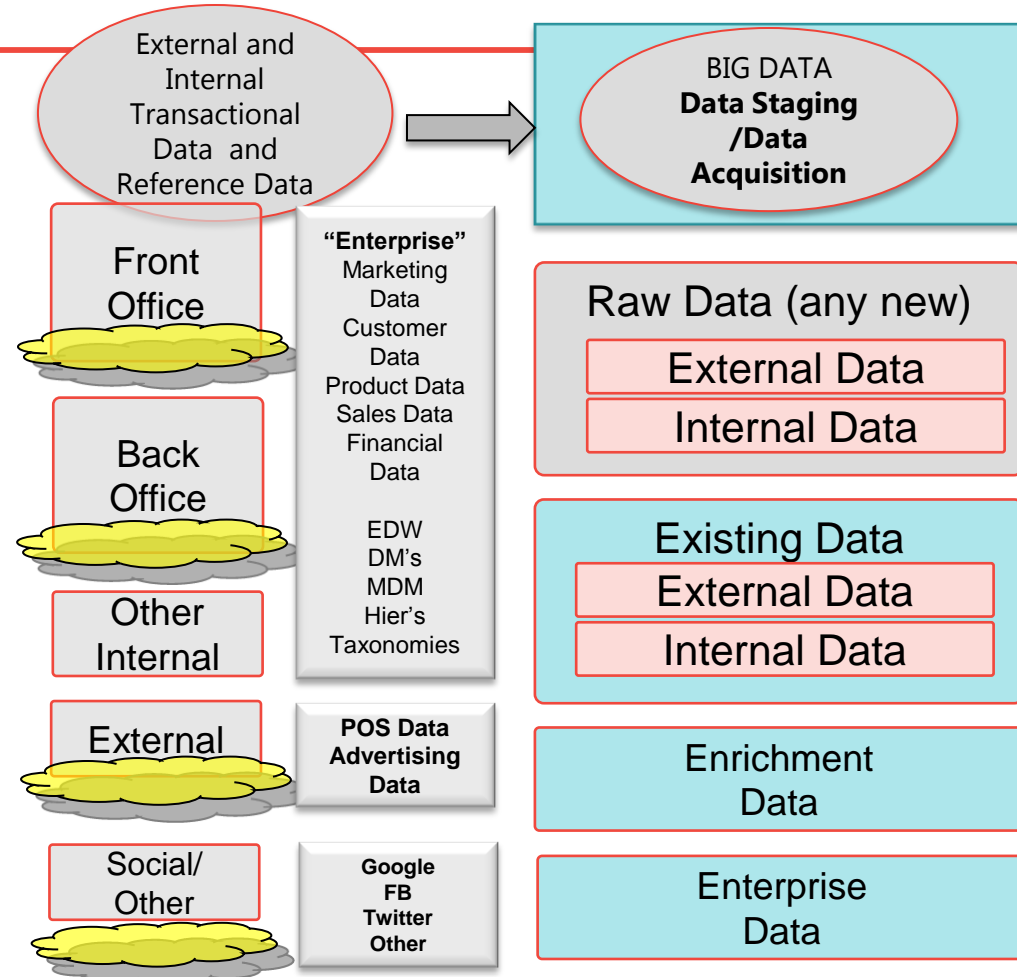 External and
Internal
Transactional
Data and
Reference Data
BIG DATA
Data Staging
/Data
Acquisition
Front
Office
Back
Office
Other
Internal
External
Social/
Other
“Enterprise”
Marketing
Data
Customer
Data
Product Data
Sales Data
Financial
Data
EDW
DM’s
MDM
Hier’s
Taxonomies
POS Data
Advertising
Data
Google
FB
Twitter
Other
Raw Data (any new)
External Data
Internal Data
Existing Data
External Data
Internal Data
Enrichment
Data
Enterprise
Data